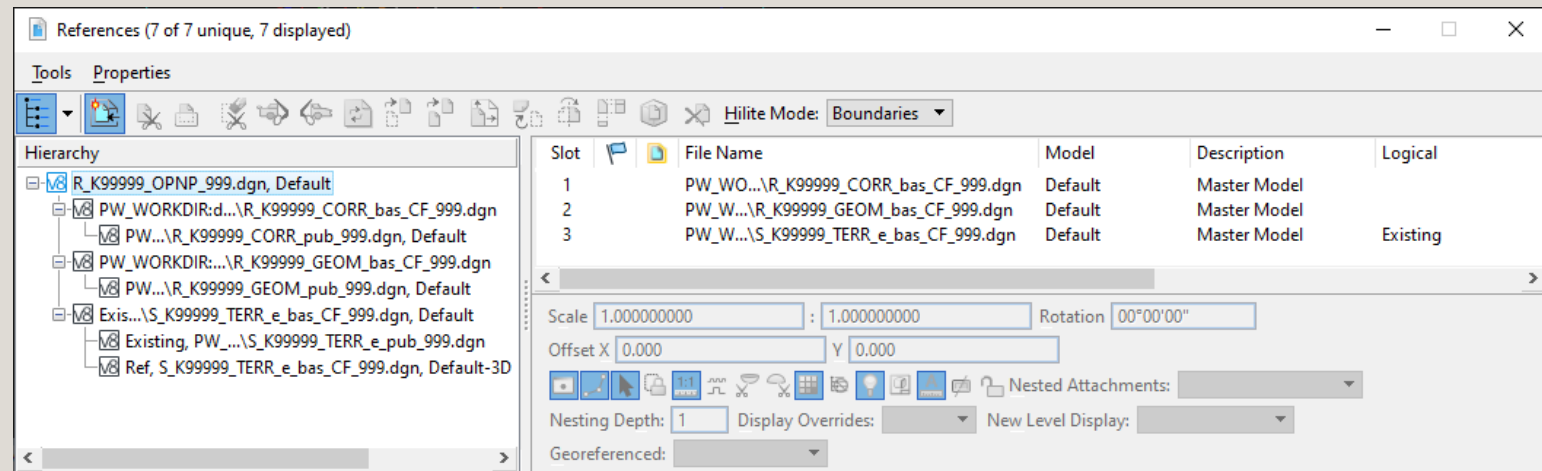 References (7 of 7 unique, 7 displayed)
Tools Properties
Hilite Mode: Boundaries
Hierarchy
R_K99999_OPNP_999.dgn, Default
PW_WORKDIR:d...\R_K99999_CORR_bas_CF_999.dgn
PW...\R_K99999_CORR_pub_999.dgn, Default
PW_WORKDIR:...\R_K99999_GEOM_bas_CF_999.dgn
PW...\R_K99999_GEOM_pub_999.dgn, Default
Exis...\S_K99999_TERR_e_bas_CF_999.dgn, Default
Existing, PW_...\S_K99999_TERR_e_pub_999.dgn
Ref, S_K99999_TERR_e_bas_CF_999.dgn, Default-3D
Slot File Name Model Description Logical
1 PW_WO...\R_K99999_CORR_bas_CF_999.dgn Default Master Model
2 PW_W...\R_K99999_GEOM_bas_CF_999.dgn Default Master Model
3 PW_W...\S_K99999_TERR_e_bas_CF_999.dgn Default Master Model Existing
Scale 1.000000000 : 1.000000000 Rotation 00°00'00"
Offset X 0.000 Y 0.000
1:1 Nested Attachments:
Nesting Depth: 1 Display Overrides: New Level Display:
Georeferenced: